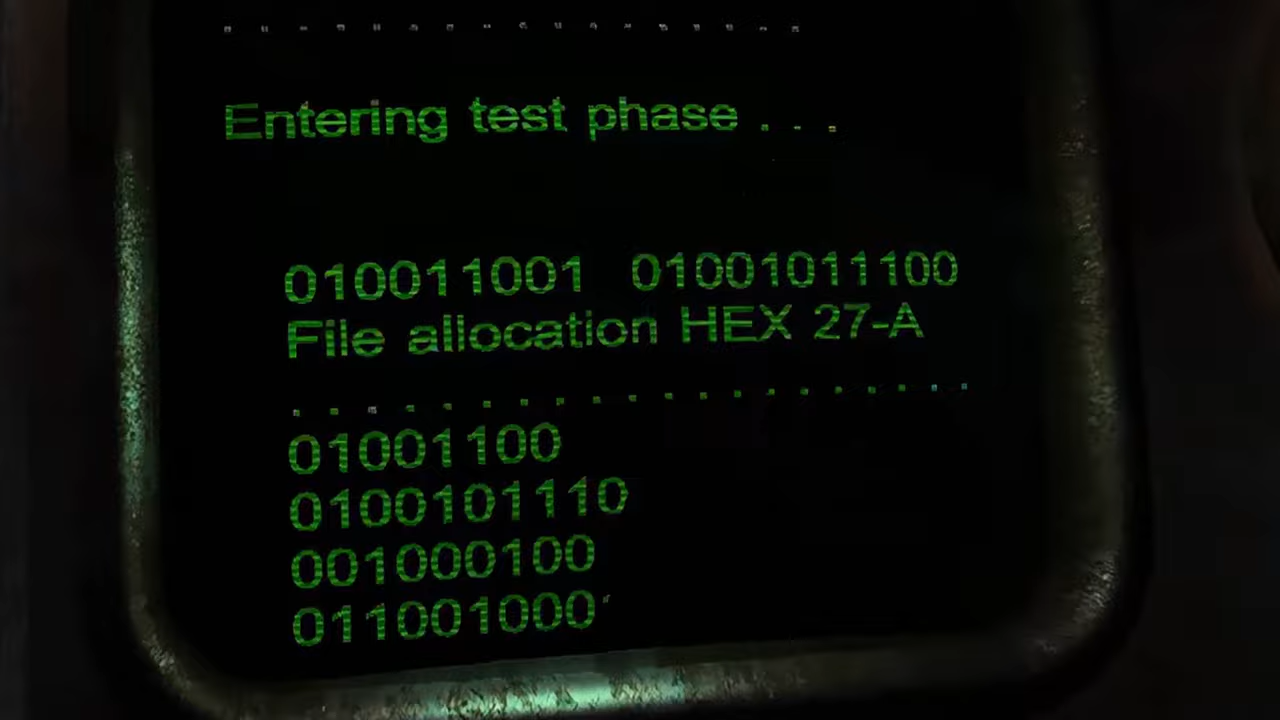 Entering test phase . . .
010011001 01001011100
File allocation HEX 27-A
. . . . . . . . . . . . . . . . . . .
01001100
0100101110
001000100
011001000